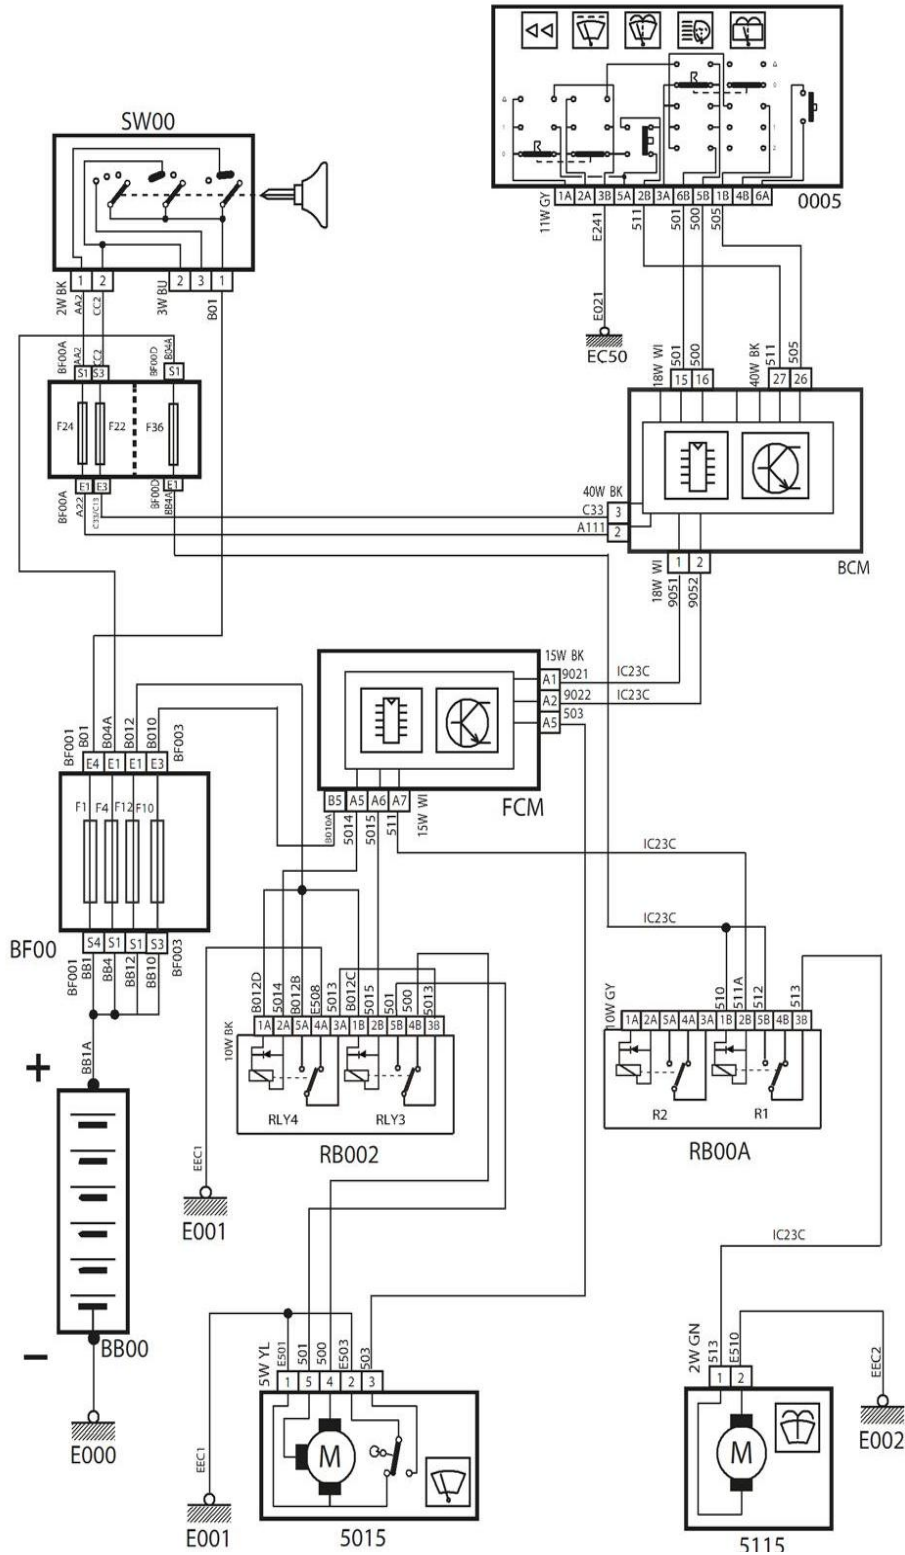 SW00
1 2 2 3 1
2W BK AA2 CC2 3W BU B01
0005
11W GY 1A 2A 3B 5A 2B 3A 6B 5B 1B 4B 6A
E241 511 501 500 505
E021
EC50
BF00A AA2 CC2 BF00D B04A
S1 S3 S1
F24 F22 F36
E1 E3 E1
BF00A A22 C33/C13 BF00D BB4A
18W WI 501 500 40W BK 511 505
15 16 27 26
40W BK
C33 3
A111 2
BCM
1 2
18W WI 9051 9052
15W BK
A1 9021 IC23C
A2 9022 IC23C
A5 503
FCM
B5 A5 A6 A7
B010A 5014 5015 511 15W WI
IC23C
IC23C
BF001 B01 B04A B012 B010 BF003
E4 E1 E1 E3
F1 F4 F12 F10
BF00
S4 S1 S1 S3
BF001 BB1 BB4 BB12 BB10 BF003
BB1A
+
−
BB00
E000
B012D 5014 B012B E508 5013 B012C 5015 501 500 5013
10W BK 1A 2A 5A 4A 3A 1B 2B 5B 4B 3B
RLY4 RLY3
RB002
EEC1
E001
10W GY 510 511A 512 513
1A 2A 5A 4A 3A 1B 2B 5B 4B 3B
R2 R1
RB00A
IC23C
5W YL E501 501 500 E503 503
1 5 4 2 3
M
EEC1
E001
5015
2W GN 513 E510
1 2
M
EEC2
E002
5115